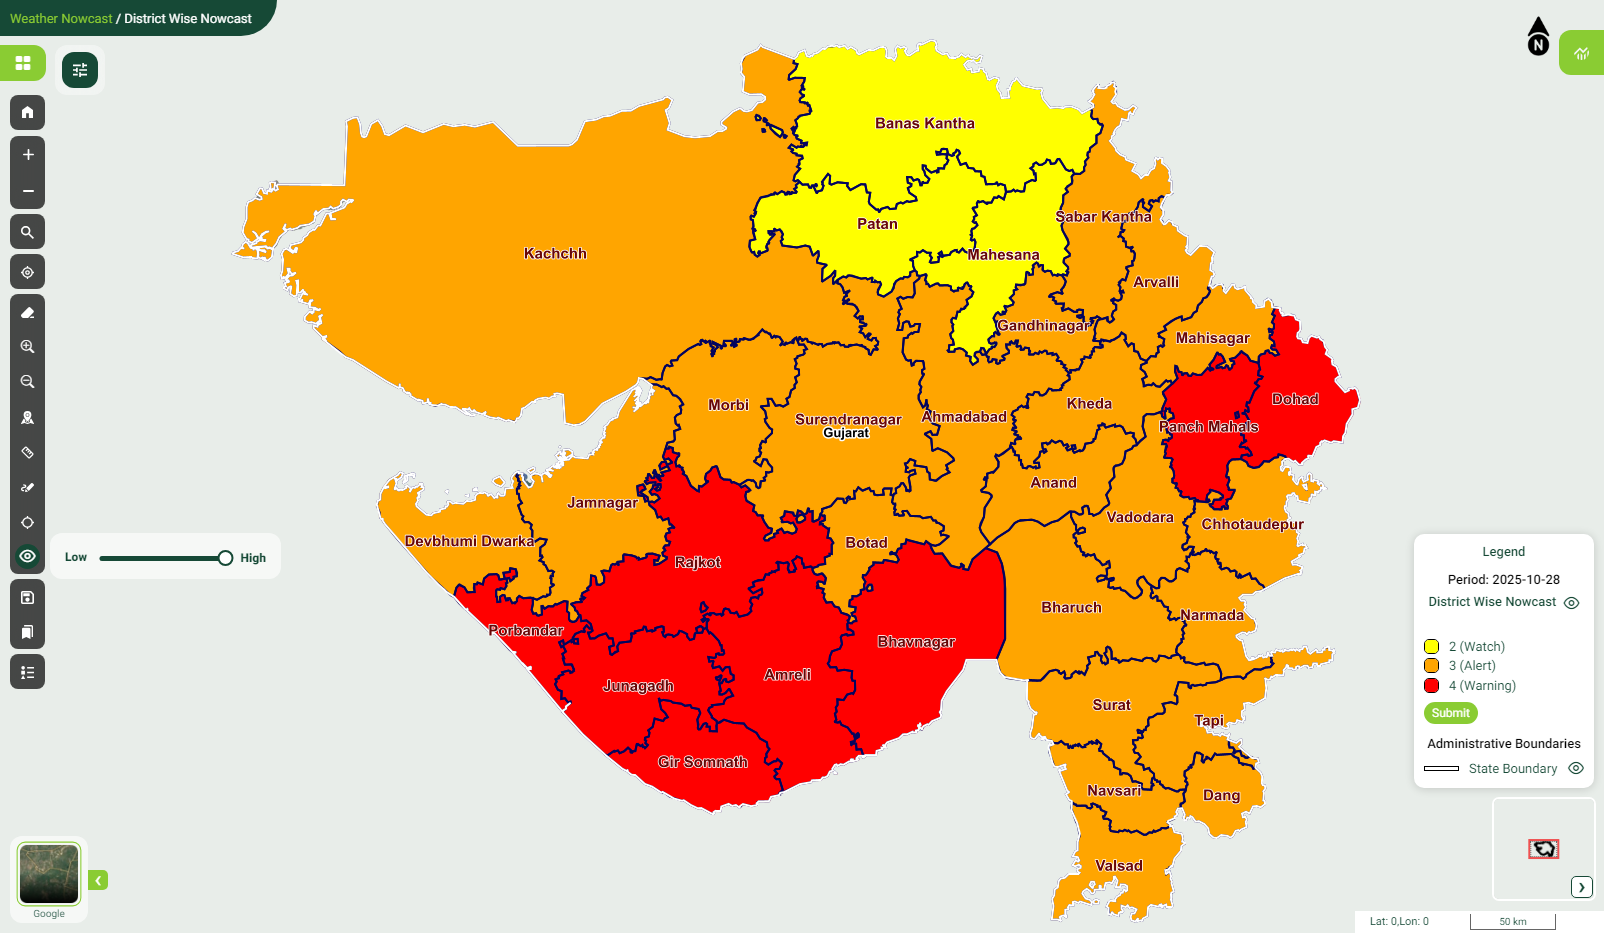 Weather Nowcast / District Wise Nowcast
N
Banas Kantha
Patan
Sabar Kantha
Kachchh
Mahesana
Arvalli
Gandhinagar
Mahisagar
Dohad
Morbi
Kheda
Surendranagar
Ahmadabad
Panch Mahals
Gujarat
Anand
Jamnagar
Vadodara
Chhotaudepur
Devbhumi Dwarka
Botad
Low
High
Rajkot
Bharuch
Narmada
Porbandar
Bhavnagar
Amreli
Junagadh
Surat
Tapi
Gir Somnath
Navsari
Dang
Valsad
Legend
Period: 2025-10-28
District Wise Nowcast
2 (Watch)
3 (Alert)
4 (Warning)
Submit
Administrative Boundaries
State Boundary
Google
Lat: 0,Lon: 0
50 km